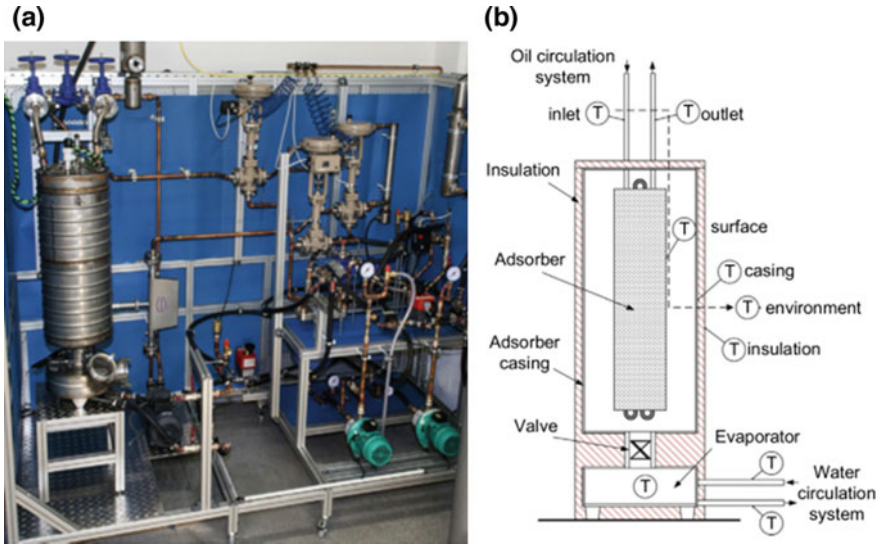 (a)
(b)
Oil circulation
system
inlet T
T outlet
Insulation
T surface
Adsorber
T casing
T environment
Adsorber
casing
T insulation
Valve
Evaporator
T
T
Water
circulation
system
T